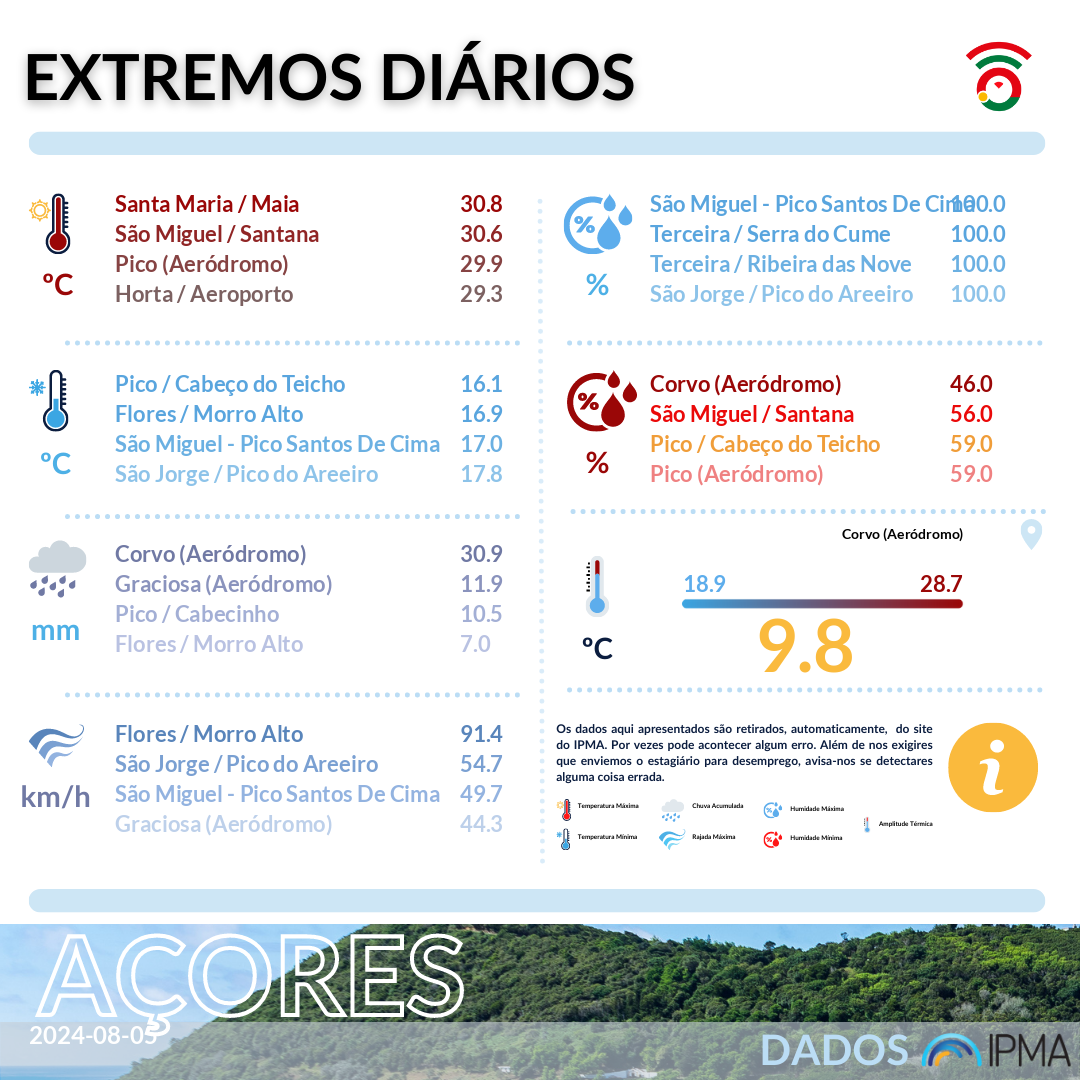 EXTREMOS DIÁRIOS
Santa Maria / Maia 30.8
São Miguel / Santana 30.6
Pico (Aeródromo) 29.9
Horta / Aeroporto 29.3
ºC
Pico / Cabeço do Teicho 16.1
Flores / Morro Alto 16.9
São Miguel - Pico Santos De Cima 17.0
São Jorge / Pico do Areeiro 17.8
ºC
Corvo (Aeródromo) 30.9
Graciosa (Aeródromo) 11.9
Pico / Cabecinho 10.5
Flores / Morro Alto 7.0
mm
Flores / Morro Alto 91.4
São Jorge / Pico do Areeiro 54.7
São Miguel - Pico Santos De Cima 49.7
Graciosa (Aeródromo) 44.3
km/h
São Miguel - Pico Santos De Cima 100.0
Terceira / Serra do Cume 100.0
Terceira / Ribeira das Nove 100.0
São Jorge / Pico do Areeiro 100.0
%
%
Corvo (Aeródromo) 46.0
São Miguel / Santana 56.0
Pico / Cabeço do Teicho 59.0
Pico (Aeródromo) 59.0
%
%
Corvo (Aeródromo)
18.9 28.7
9.8
ºC
Os dados aqui apresentados são retirados, automaticamente, do site
do IPMA. Por vezes pode acontecer algum erro. Além de nos exigires
que enviemos o estagiário para desemprego, avisa-nos se detectares
alguma coisa errada.
i
Temperatura Máxima
Chuva Acumulada
Humidade Máxima
Amplitude Térmica
Temperatura Mínima
Rajada Máxima
Humidade Mínima
AÇORES
2024-08-05
DADOS IPMA